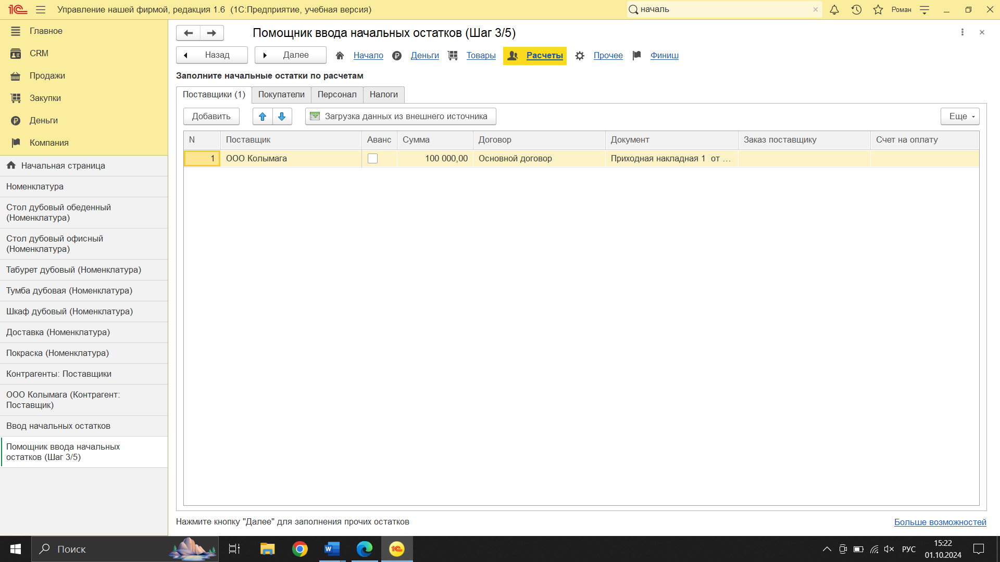 1С Управление нашей фирмой, редакция 1.6 (1С:Предприятие, учебная версия)
началь
Роман
Главное
CRM
Продажи
Закупки
Деньги
Компания
Начальная страница
Номенклатура
Стол дубовый обеденный
(Номенклатура)
Стол дубовый офисный
(Номенклатура)
Табурет дубовый (Номенклатура)
Тумба дубовая (Номенклатура)
Шкаф дубовый (Номенклатура)
Доставка (Номенклатура)
Покраска (Номенклатура)
Контрагенты: Поставщики
ООО Колымага (Контрагент:
Поставщик)
Ввод начальных остатков
Помощник ввода начальных
остатков (Шаг 3/5)
Помощник ввода начальных остатков (Шаг 3/5)
Назад Далее Начало Деньги Товары Расчеты Прочее Финиш
Заполните начальные остатки по расчетам
Поставщики (1) Покупатели Персонал Налоги
Добавить Загрузка данных из внешнего источника Еще
N Поставщик Аванс Сумма Договор Документ Заказ поставщику Счет на оплату
1 ООО Колымага 100 000,00 Основной договор Приходная накладная 1 от ...
Нажмите кнопку "Далее" для заполнения прочих остатков
Больше возможностей
Поиск
РУС
15:22
01.10.2024